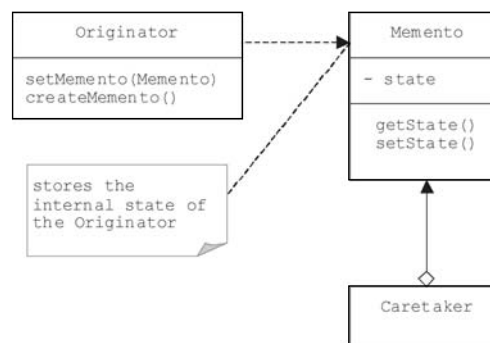 Originator
setMemento(Memento)
createMemento()
Memento
- state
getState()
setState()
stores the
internal state of
the Originator
Caretaker